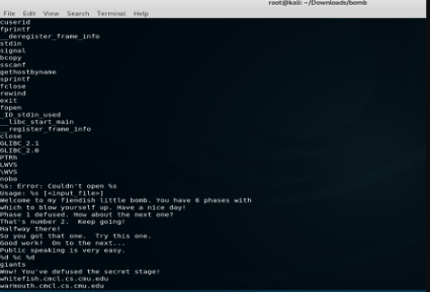 root@kali: ~/Downloads/bomb
File Edit View Search Terminal Help
cuserid
fprintf
__deregister_frame_info
stdin
signal
bcopy
sscanf
gethostbyname
sprintf
fclose
rewind
exit
fopen
_IO_stdin_used
__libc_start_main
__register_frame_info
close
GLIBC_2.1
GLIBC_2.0
PTRh
LWVS
\WVS
nobo
%s: Error: Couldn't open %s
Usage: %s [<input_file>]
Welcome to my fiendish little bomb. You have 6 phases with
which to blow yourself up. Have a nice day!
Phase 1 defused. How about the next one?
That's number 2.  Keep going!
Halfway there!
So you got that one.  Try this one.
Good work!  On to the next...
Public speaking is very easy.
%d %c %d
giants
Wow! You've defused the secret stage!
whitefish.cmcl.cs.cmu.edu
warmouth.cmcl.cs.cmu.edu